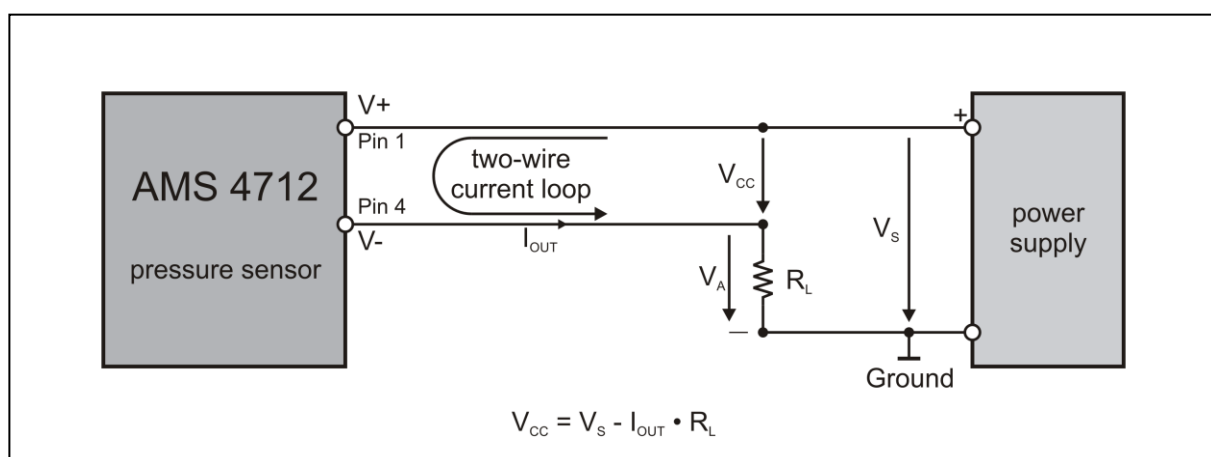 V+
Pin 1
AMS 4712
pressure sensor
Pin 4
V-
two-wire
current loop
I_OUT
V_CC
V_A
R_L
V_S
+
—
Ground
power
supply
V_CC = V_S - I_OUT • R_L